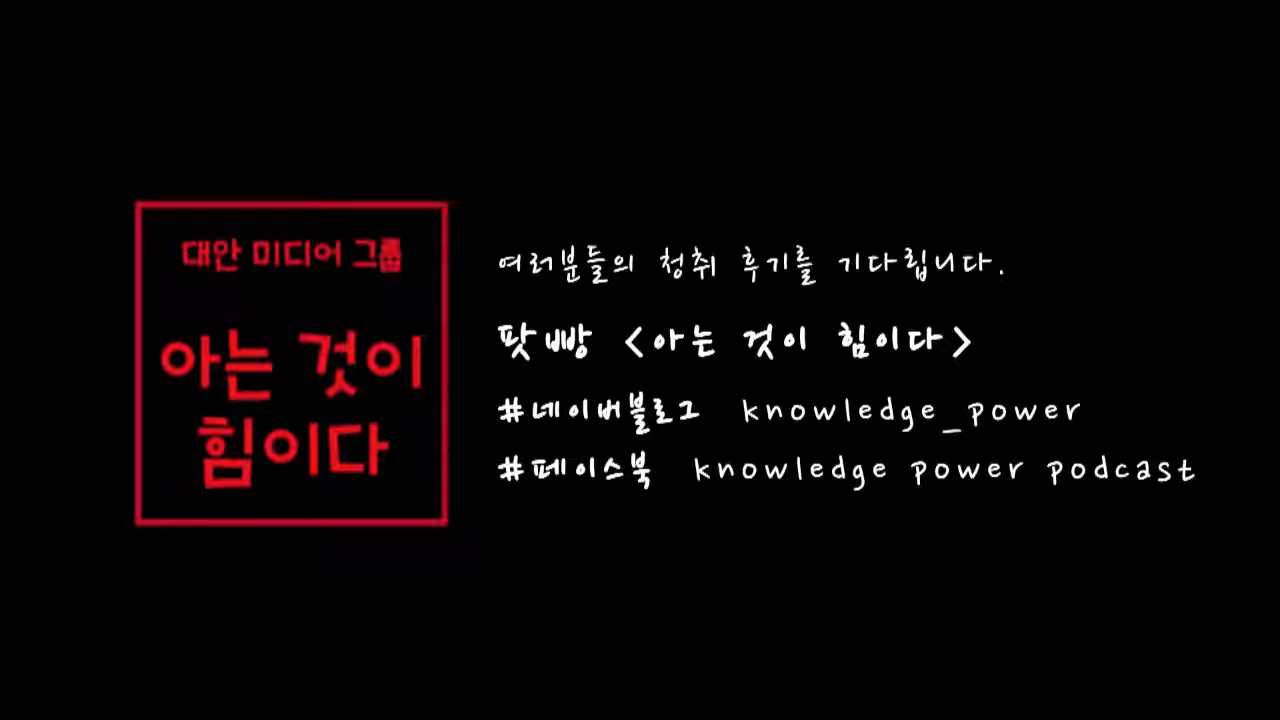 대안 미디어 그룹
아는 것이
힘이다
여러분들의 청취 후기를 기다립니다.
팟빵 <아는 것이 힘이다>
#네이버블로그 knowledge_power
#페이스북 knowledge power podcast